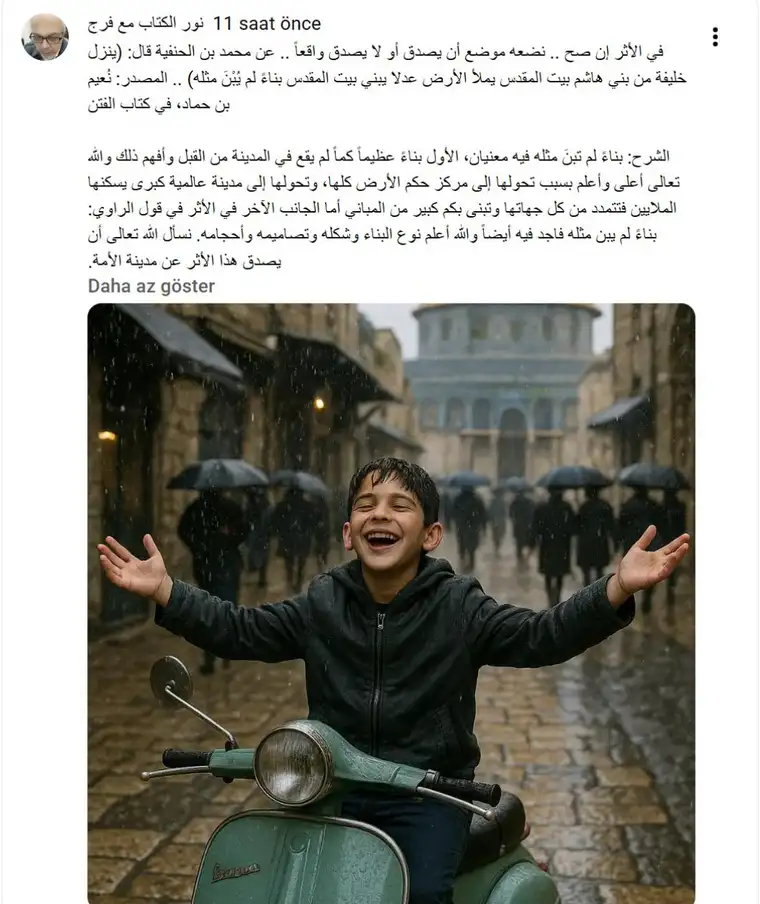 نور الكتاب مع فرج 11 saat önce
في الأثر إن صح .. نضعه موضع أن يصدق أو لا يصدق واقعاً .. عن محمد بن الحنفية قال: (ينزل
خليفة من بني هاشم بيت المقدس يملأ الأرض عدلا يبني بيت المقدس بناءً لم يُبْنَ مثله) .. المصدر: نُعيم
بن حماد، في كتاب الفتن
الشرح: بناءً لم تبنَ مثله فيه معنيان، الأول بناءً عظيماً كماً لم يقع في المدينة من القبل وأفهم ذلك والله
تعالى أعلى وأعلم بسبب تحولها إلى مركز حكم الأرض كلها، وتحولها إلى مدينة عالمية كبرى يسكنها
الملايين فتتمدد من كل جهاتها وتبنى بكم كبير من المباني أما الجانب الآخر في الأثر في قول الراوي:
بناءً لم يبن مثله فاجد فيه أيضاً والله أعلم نوع البناء وشكله وتصاميمه وأحجامه. نسأل الله تعالى أن
يصدق هذا الأثر عن مدينة الأمة.
Daha az göster
Vespa